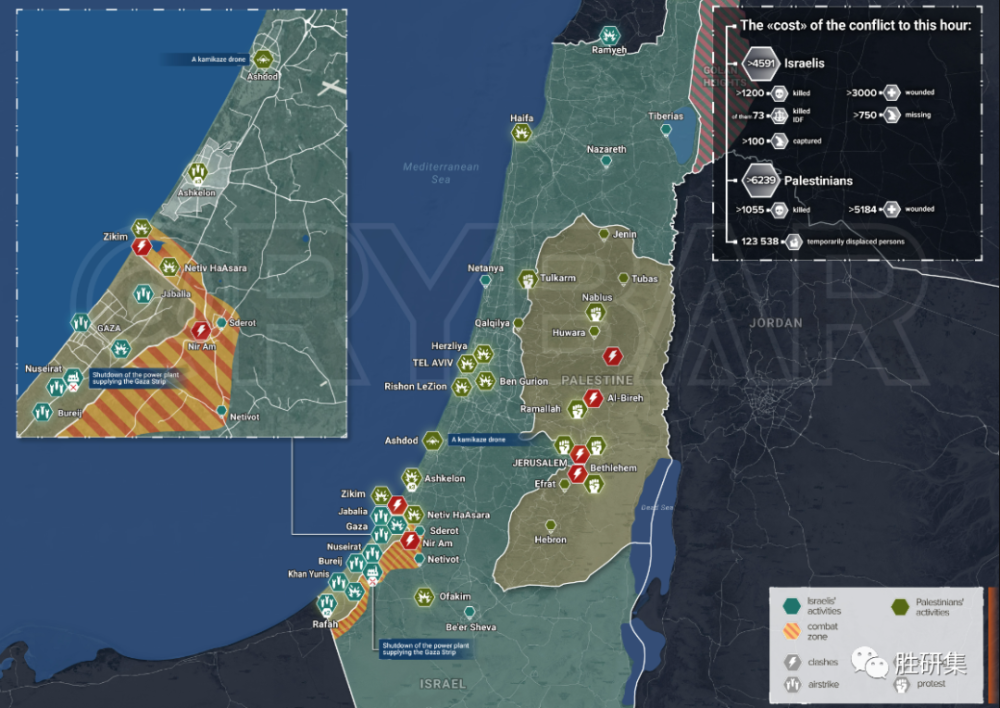 The «cost» of the conflict to this hour:
>4591 Israelis
>1200 killed
>3000 wounded
of them 73 killed IDF
>750 missing
>100 captured
>6239 Palestinians
>1055 killed
>5184 wounded
123 538 temporarily displaced persons
A kamikaze drone
Ashdod
Ashkelon
x3
Zikim
Netiv HaAsara
Jabalia
GAZA
Sderot
Nir Am
Nuseirat
Shutdown of the power plant
supplying the Gaza Strip
Bureij
Netivot
@RYBAR
Ramyeh
GOLAN
HEIGHTS
Haifa
Tiberias
Nazareth
Mediterranean
Sea
Jenin
Netanya
Tulkarm
Tubas
Nablus
Qalqilya
Huwara
JORDAN
Herzliya
TEL AVIV
Ben Gurion
Rishon LeZion
PALESTINE
Al-Bireh
Ramallah
Ashdod
A kamikaze drone
JERUSALEM
Bethlehem
Efrat
Ashkelon
x3
Dead Sea
Zikim
Jabalia
Netiv HaAsara
Gaza
Sderot
Nir Am
Hebron
Nuseirat
Bureij
Netivot
Khan Yunis
Ofakim
Rafah
Be'er Sheva
Shutdown of the power plant
supplying the Gaza Strip
ISRAEL
Israelis'
activities
Palestinians'
activities
combat
zone
clashes
airstrike
protest
胜研集